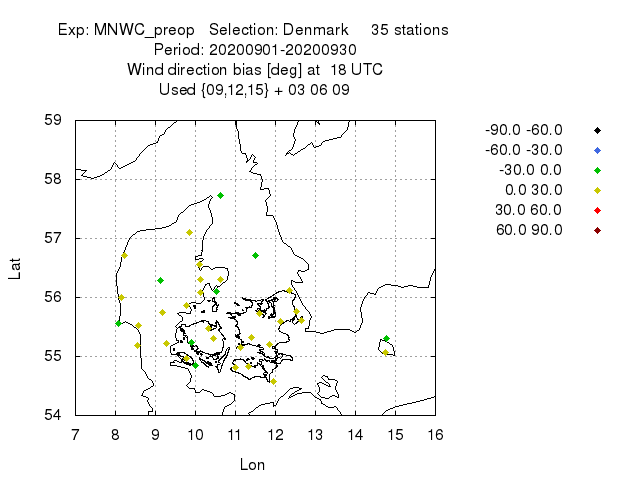 Exp: MNWC_preop Selection: Denmark 35 stations
Period: 20200901-20200930
Wind direction bias [deg] at 18 UTC
Used {09,12,15} + 03 06 09
-90.0 -60.0
-60.0 -30.0
-30.0 0.0
0.0 30.0
30.0 60.0
60.0 90.0
59
58
57
56
55
54
Lat
7 8 9 10 11 12 13 14 15 16
Lon